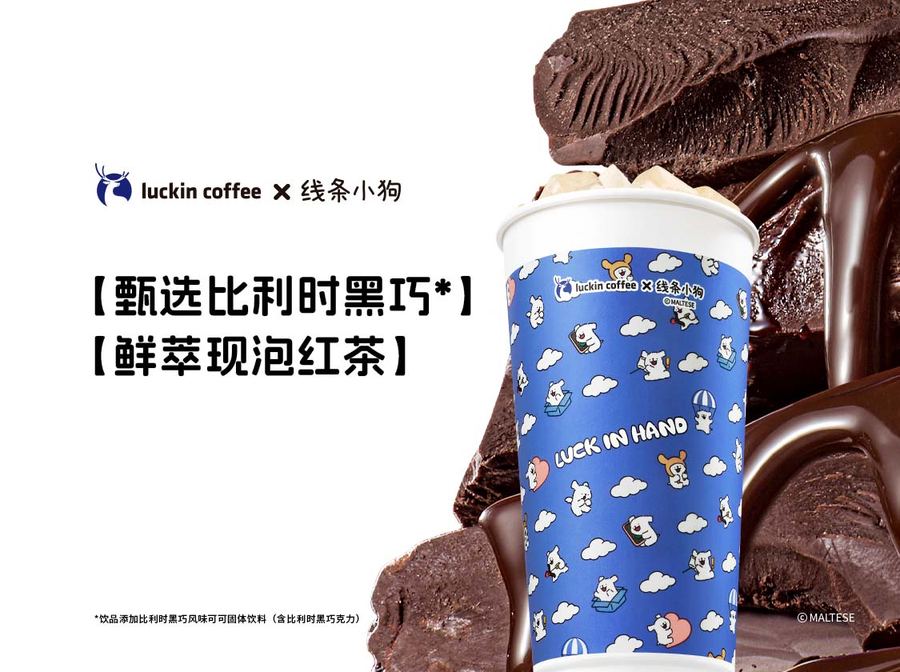 luckin coffee × 线条小狗
【甄选比利时黑巧*】
【鲜萃现泡红茶】
luckin coffee × 线条小狗
©MALTESE
LUCK IN HAND
*饮品添加比利时黑巧风味可可固体饮料（含比利时黑巧克力）
©MALTESE